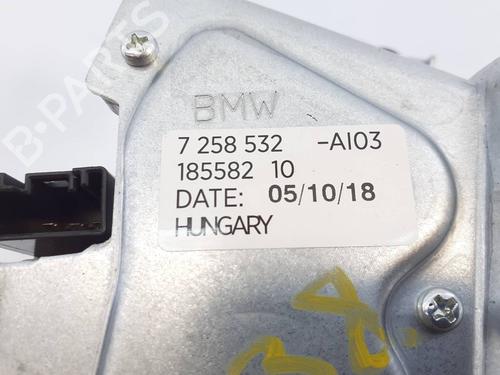 B-PARTS
BMW
7 258 532 -AI03
185582 10
DATE: 05/10/18
HUNGARY